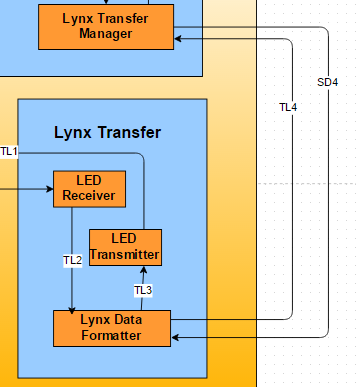 Lynx Transfer
Manager
SD4
TL4
Lynx Transfer
TL1
LED
Receiver
LED
Transmitter
TL2
TL3
Lynx Data
Formatter